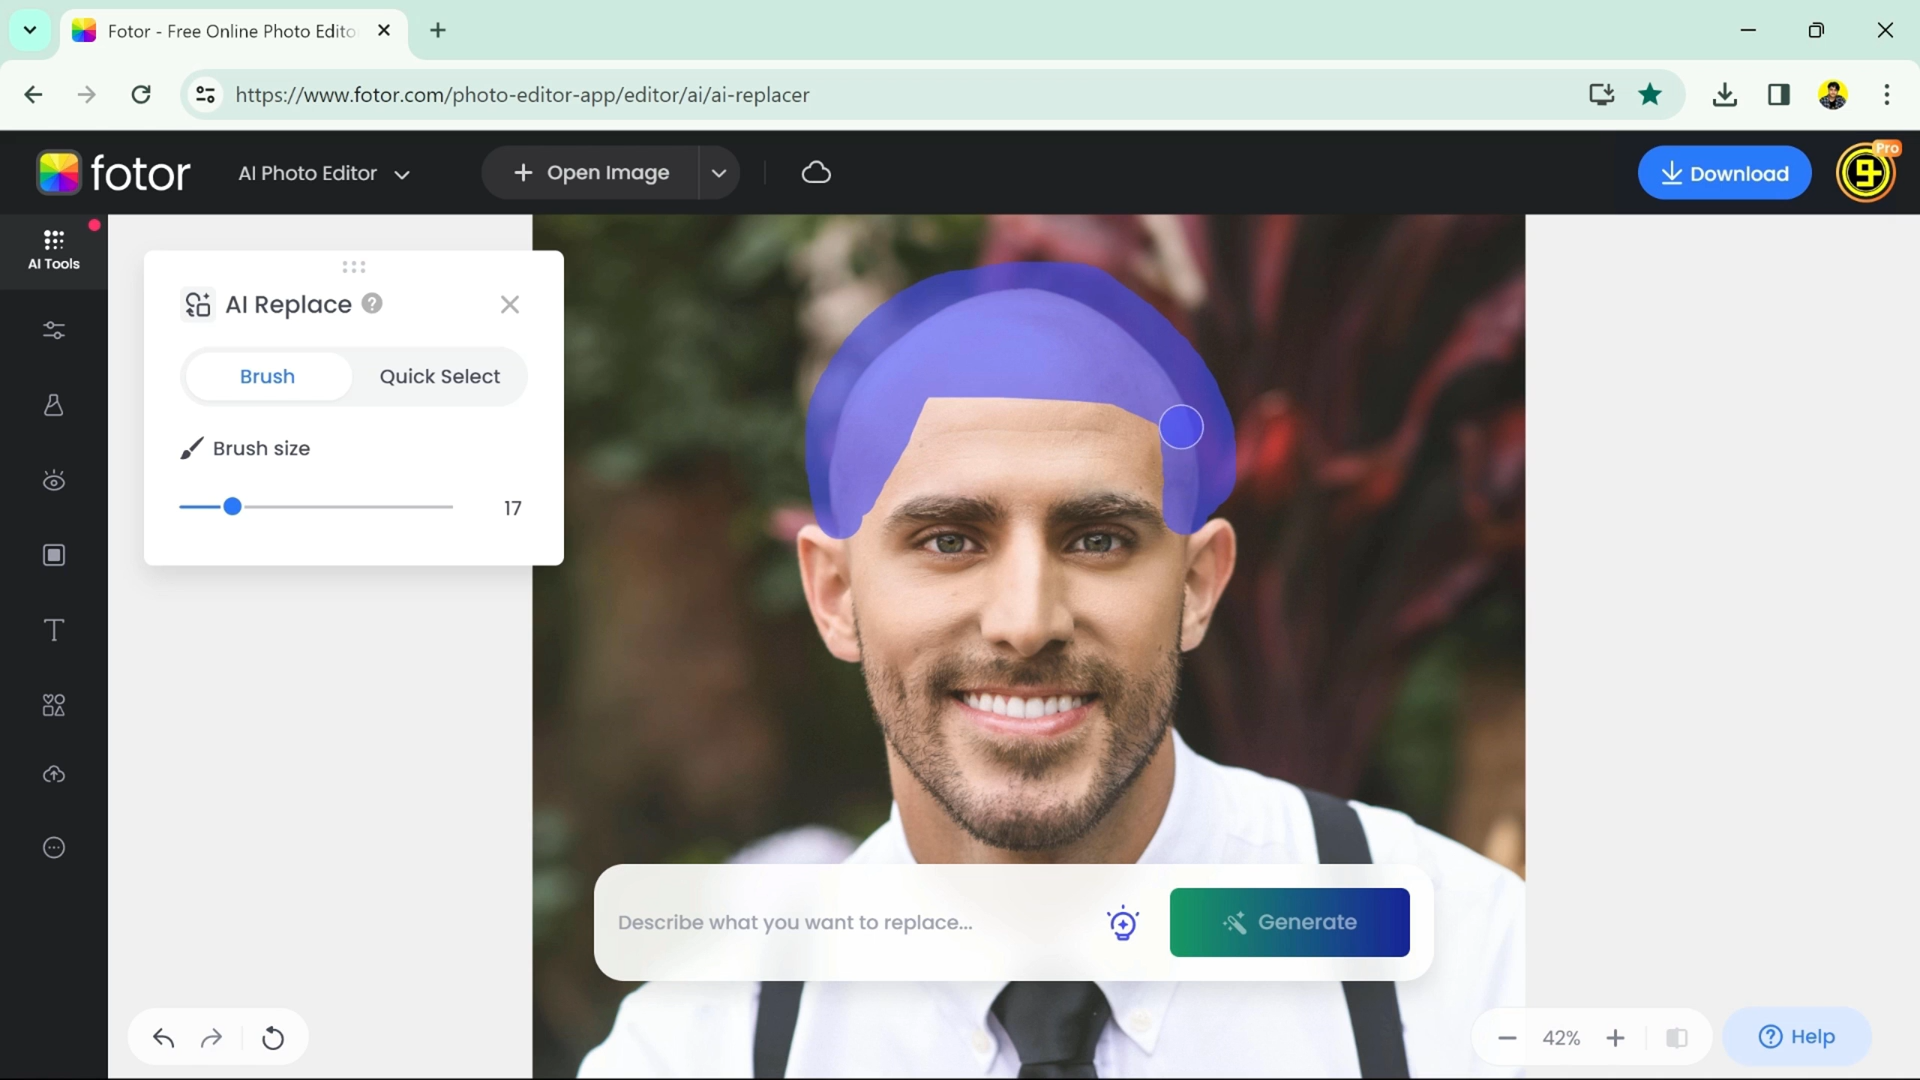 Fotor - Free Online Photo Edito
https://www.fotor.com/photo-editor-app/editor/ai/ai-replacer
fotor
AI Photo Editor
Open Image
Download
Pro
AI Tools
AI Replace
Brush
Quick Select
Brush size
17
Describe what you want to replace...
Generate
42%
Help